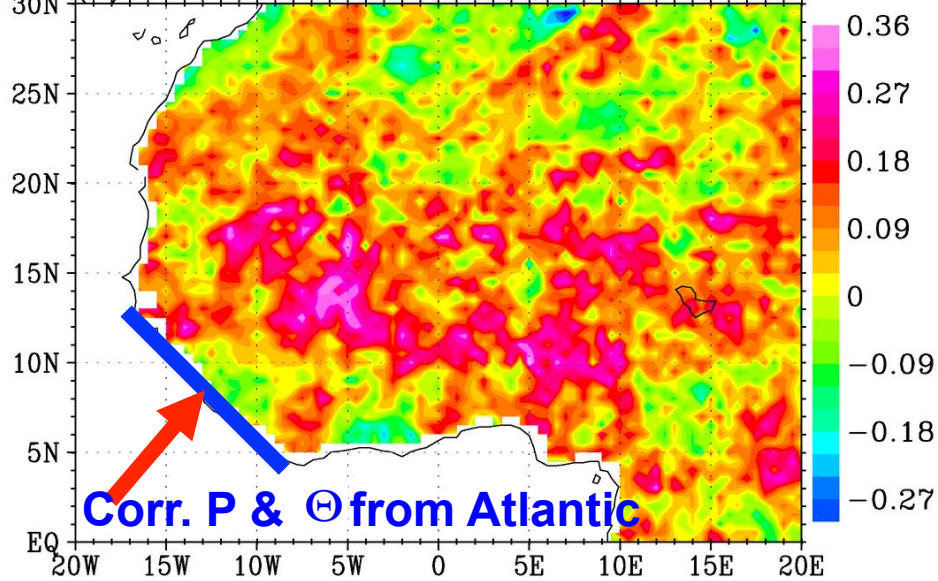 30N
25N
20N
15N
10N
5N
EQ
20W 15W 10W 5W 0 5E 10E 15E 20E
0.36
0.27
0.18
0.09
0
−0.09
−0.18
−0.27
Corr. P & Θ from Atlantic